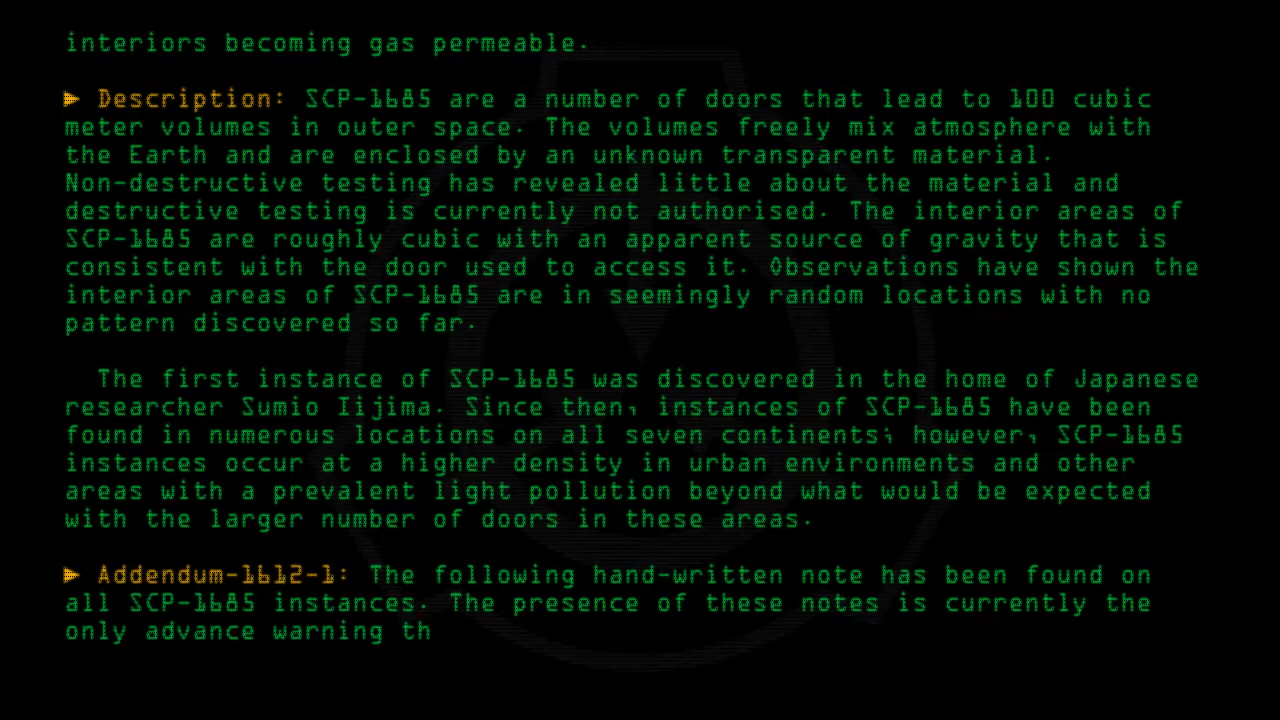 interiors becoming gas permeable.
► Description: SCP-1685 are a number of doors that lead to 100 cubic
meter volumes in outer space. The volumes freely mix atmosphere with
the Earth and are enclosed by an unknown transparent material.
Non-destructive testing has revealed little about the material and
destructive testing is currently not authorised. The interior areas of
SCP-1685 are roughly cubic with an apparent source of gravity that is
consistent with the door used to access it. Observations have shown the
interior areas of SCP-1685 are in seemingly random locations with no
pattern discovered so far.
The first instance of SCP-1685 was discovered in the home of Japanese
researcher Sumio Iijima. Since then, instances of SCP-1685 have been
found in numerous locations on all seven continents; however, SCP-1685
instances occur at a higher density in urban environments and other
areas with a prevalent light pollution beyond what would be expected
with the larger number of doors in these areas.
► Addendum-1612-1: The following hand-written note has been found on
all SCP-1685 instances. The presence of these notes is currently the
only advance warning th